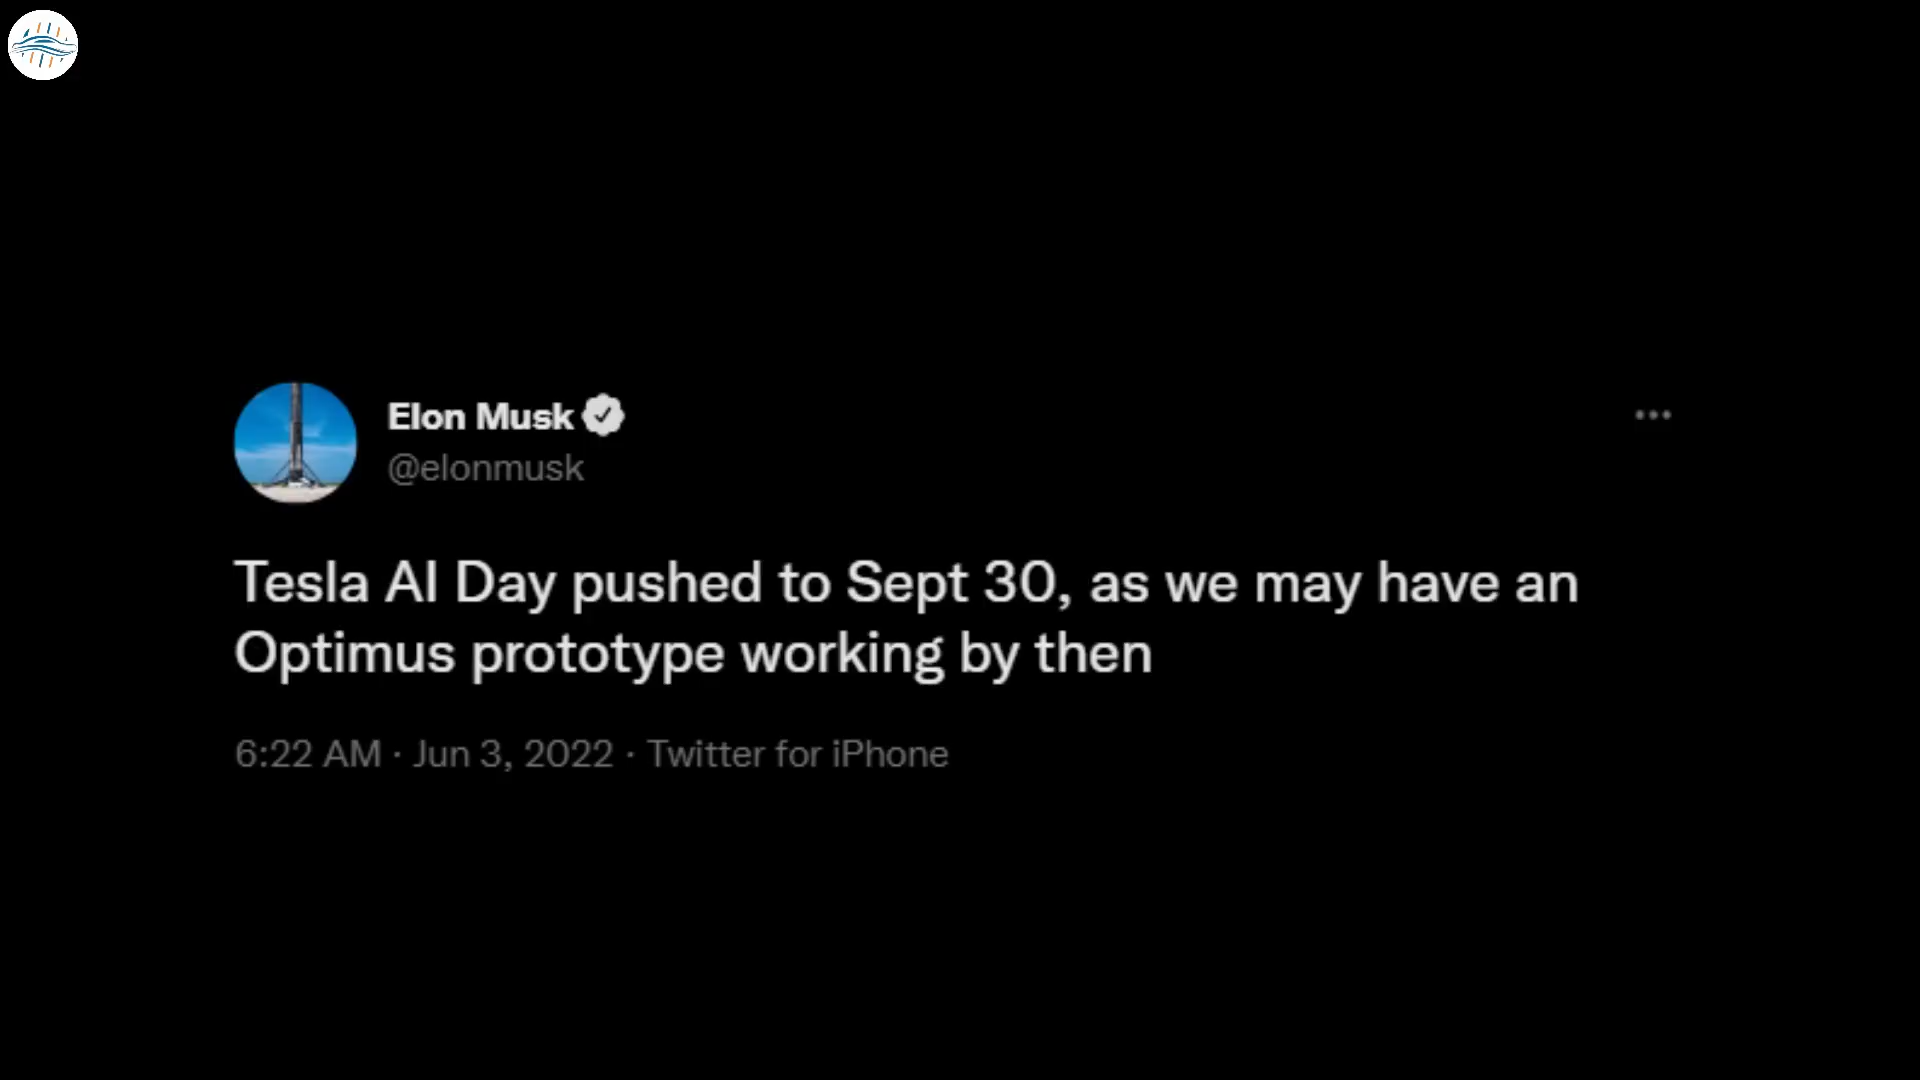 Elon Musk
@elonmusk
Tesla AI Day pushed to Sept 30, as we may have an
Optimus prototype working by then
6:22 AM · Jun 3, 2022 · Twitter for iPhone